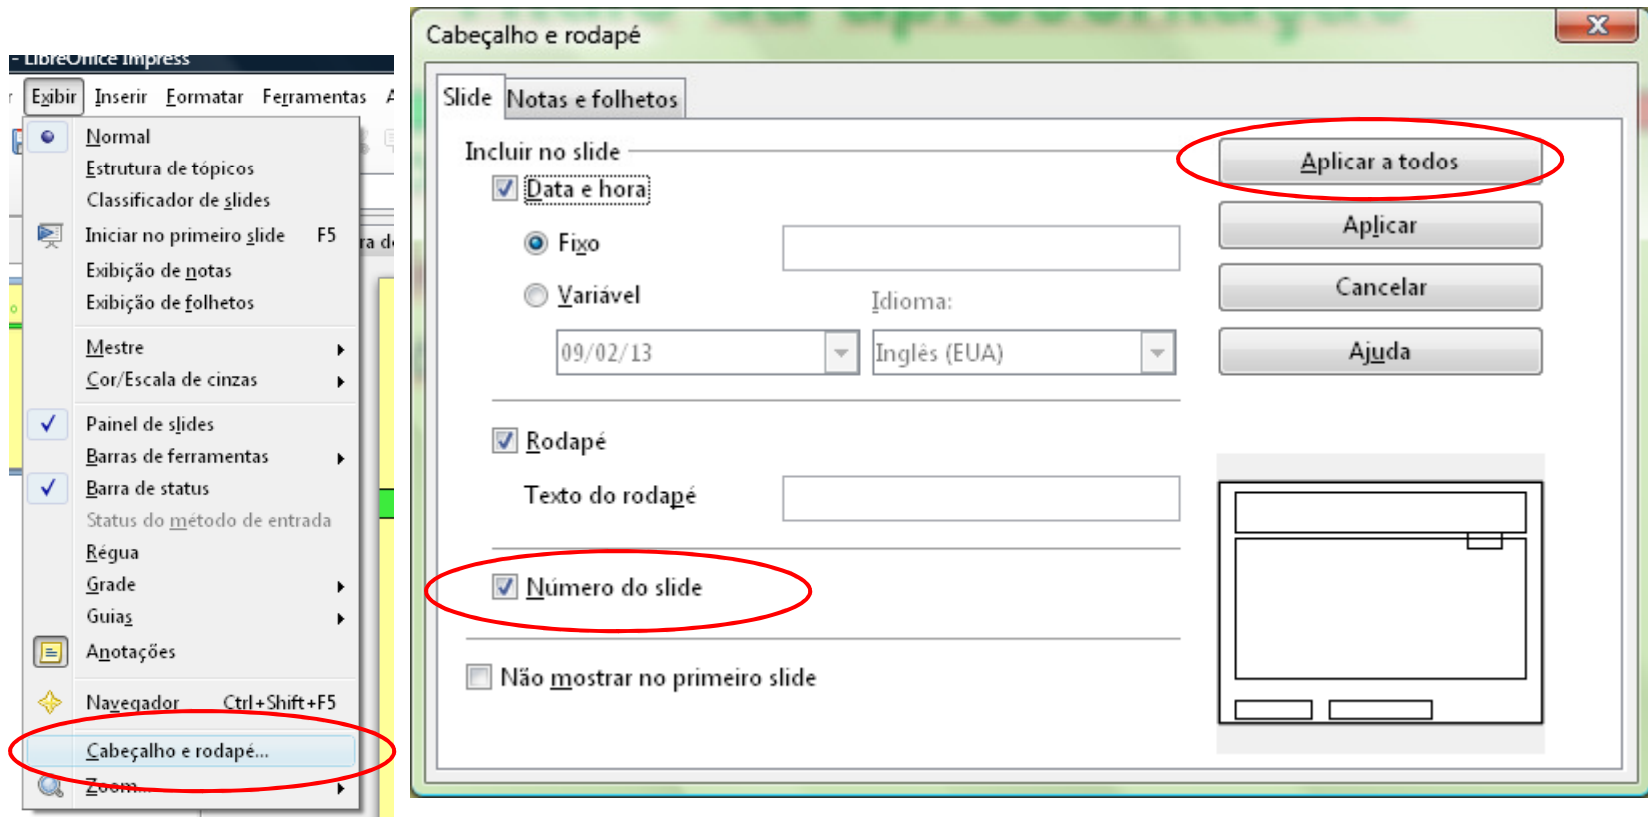 - LibreOffice Impress
Exibir Inserir Formatar Ferramentas
Normal
Estrutura de tópicos
Classificador de slides
Iniciar no primeiro slide F5
Exibição de notas
Exibição de folhetos
Mestre
Cor/Escala de cinzas
Painel de slides
Barras de ferramentas
Barra de status
Status do método de entrada
Régua
Grade
Guias
Anotações
Navegador Ctrl+Shift+F5
Cabeçalho e rodapé...
Zoom...
Cabeçalho e rodapé
Slide Notas e folhetos
Incluir no slide
Data e hora
Fixo
Variável
Idioma:
09/02/13
Inglês (EUA)
Rodapé
Texto do rodapé
Número do slide
Não mostrar no primeiro slide
Aplicar a todos
Aplicar
Cancelar
Ajuda